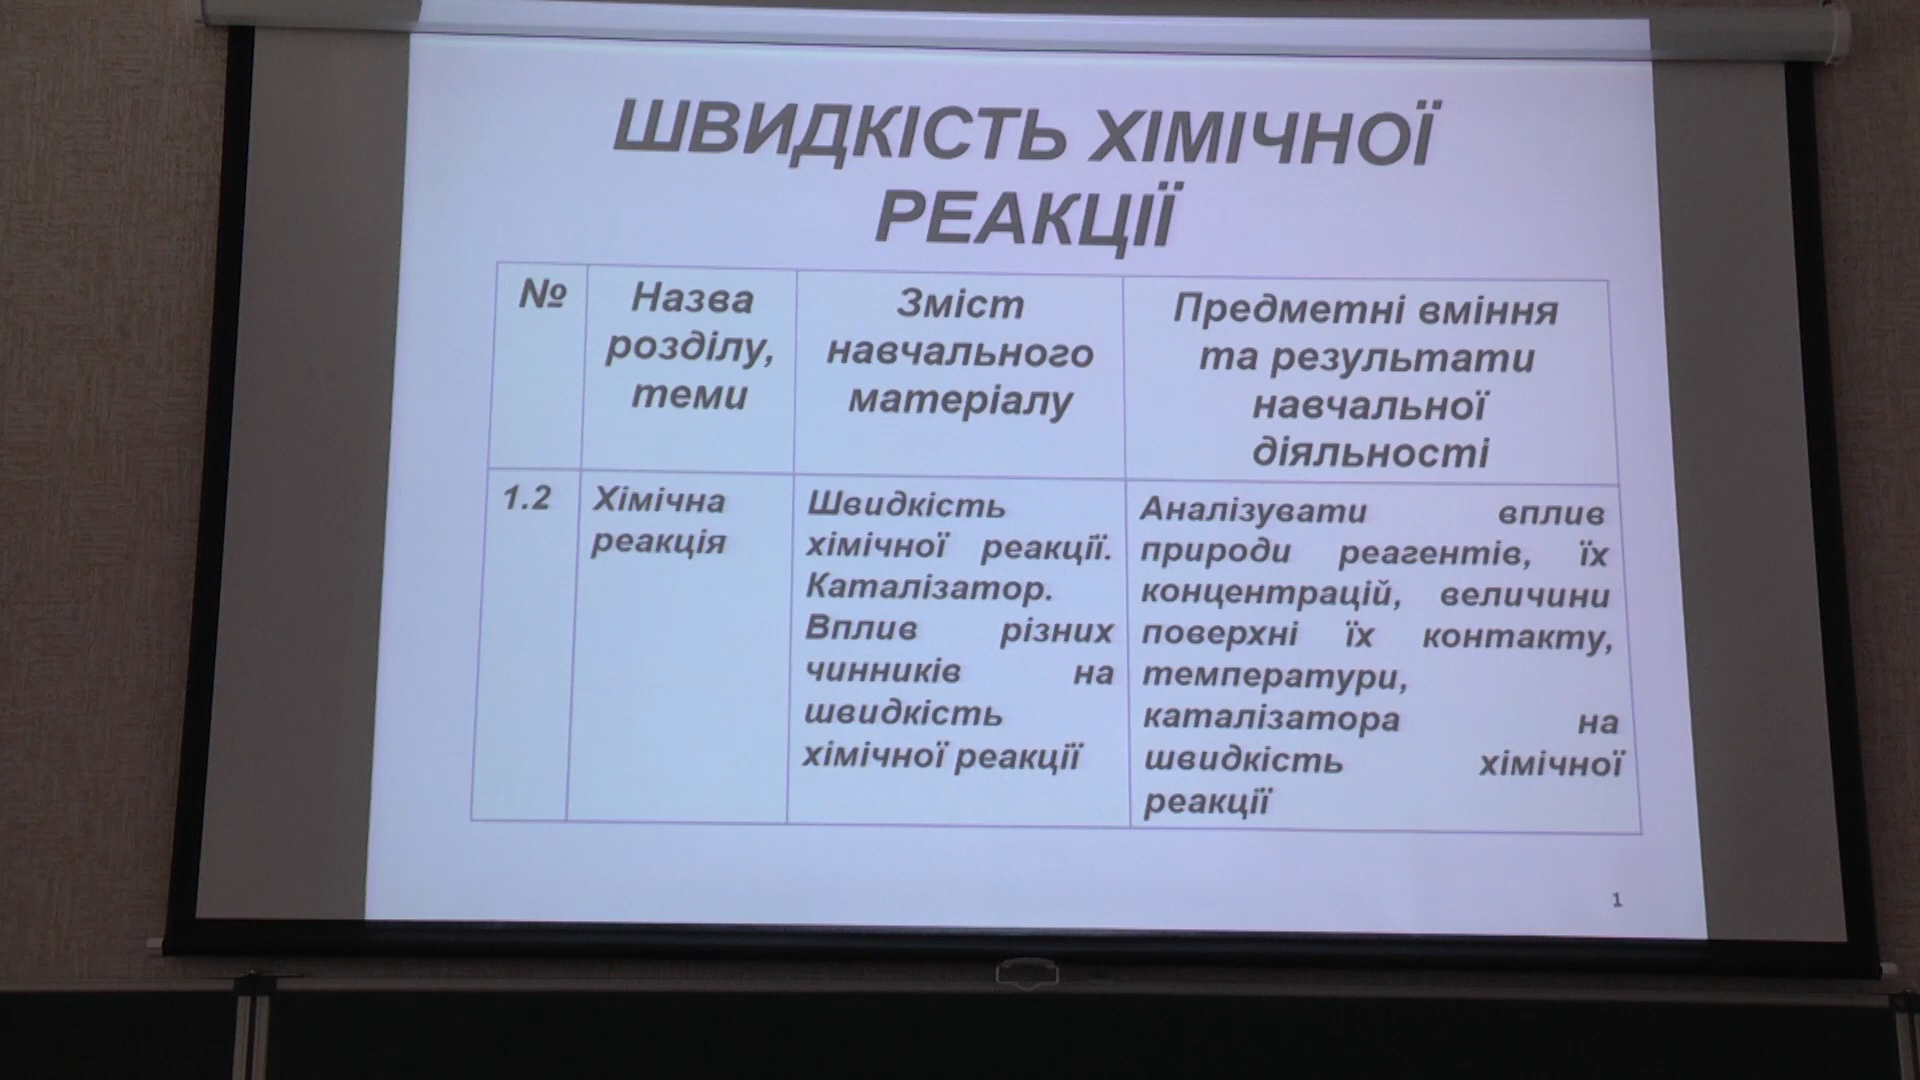 ШВИДКІСТЬ ХІМІЧНОЇ
РЕАКЦІЇ
№
Назва
розділу,
теми
Зміст
навчального
матеріалу
Предметні вміння
та результати
навчальної
діяльності
1.2
Хімічна
реакція
Швидкість
хімічної реакції.
Каталізатор.
Вплив різних
чинників на
швидкість
хімічної реакції
Аналізувати вплив
природи реагентів, їх
концентрацій, величини
поверхні їх контакту,
температури,
каталізатора на
швидкість хімічної
реакції
1